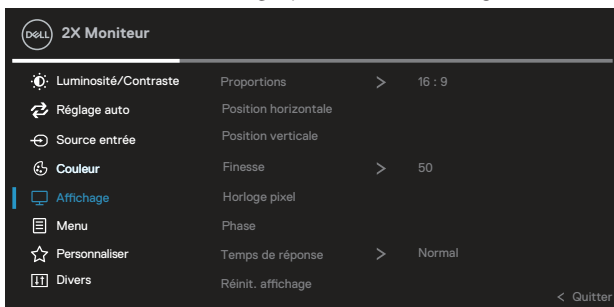 DELL 2X Moniteur
Luminosité/Contraste Proportions > 16 : 9
Réglage auto Position horizontale
Source entrée Position verticale
Couleur Finesse > 50
Affichage Horloge pixel
Menu Phase
Personnaliser Temps de réponse > Normal
Divers Réinit. affichage
< Quitter